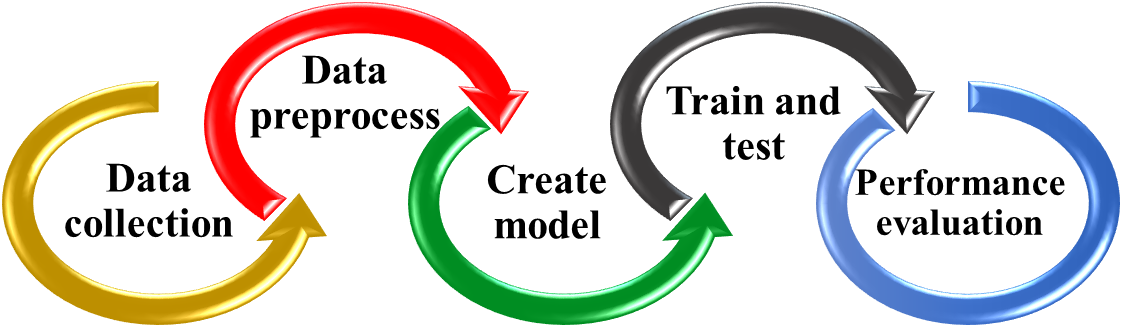 Data
collection
Data
preprocess
Create
model
Train and
test
Performance
evaluation